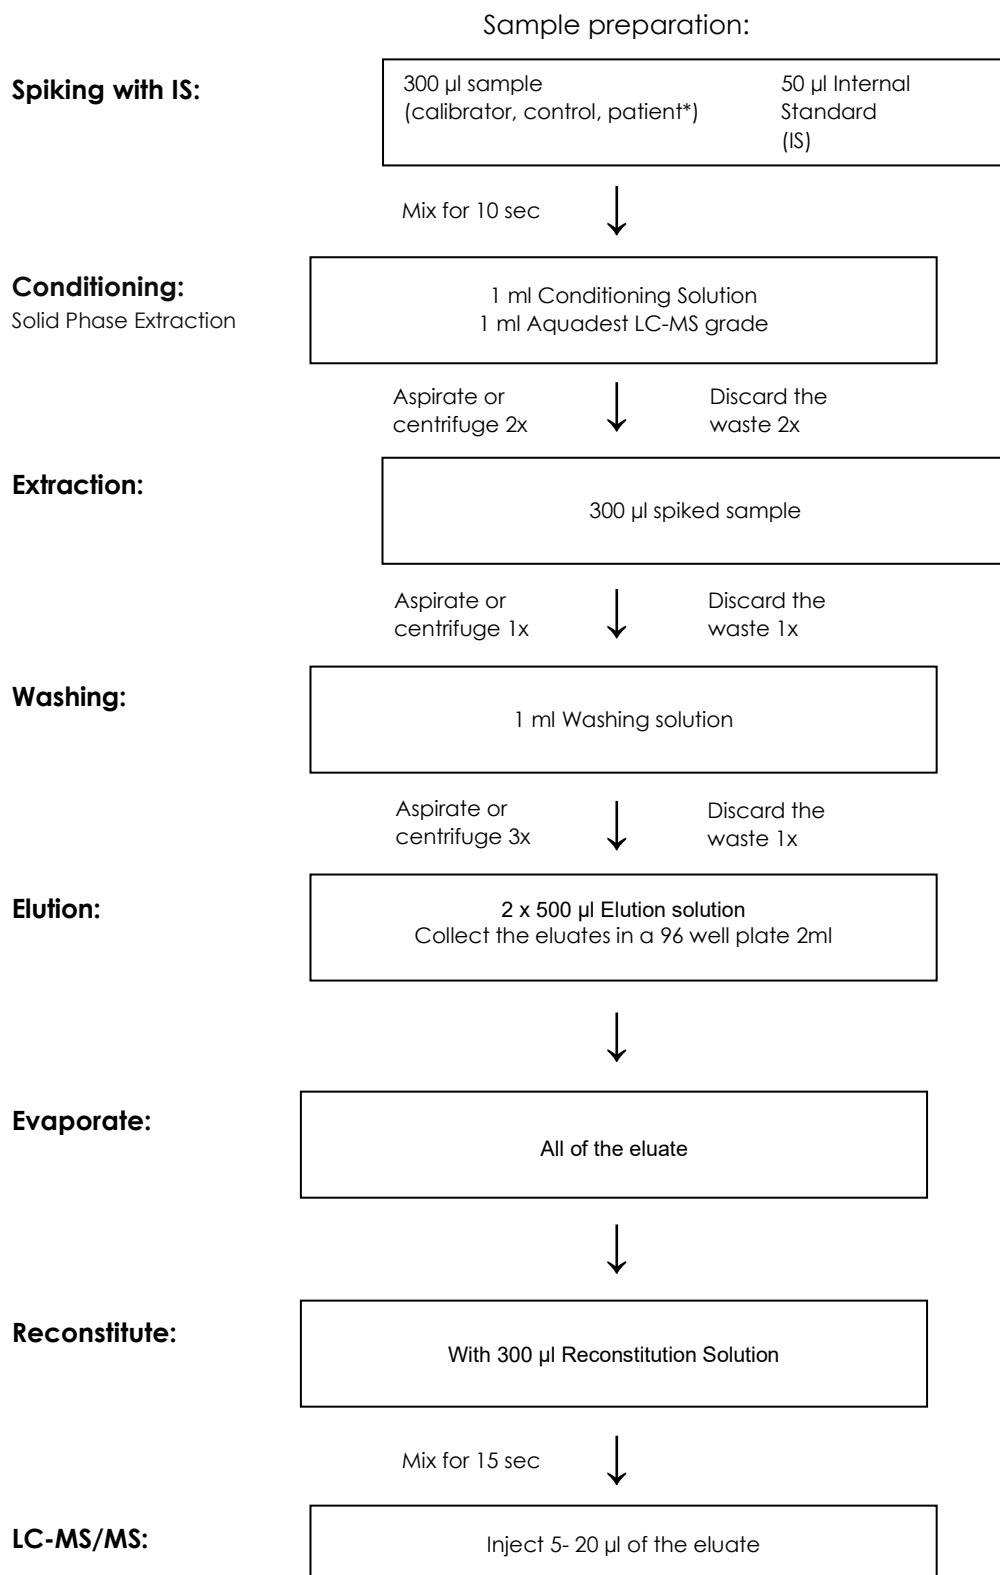 Sample preparation:
Spiking with IS:
300 µl sample
(calibrator, control, patient*)
50 µl Internal
Standard
(IS)
Mix for 10 sec
Conditioning:
Solid Phase Extraction
1 ml Conditioning Solution
1 ml Aquadest LC-MS grade
Aspirate or
centrifuge 2x
Discard the
waste 2x
Extraction:
300 µl spiked sample
Aspirate or
centrifuge 1x
Discard the
waste 1x
Washing:
1 ml Washing solution
Aspirate or
centrifuge 3x
Discard the
waste 1x
Elution:
2 x 500 µl Elution solution
Collect the eluates in a 96 well plate 2ml
Evaporate:
All of the eluate
Reconstitute:
With 300 µl Reconstitution Solution
Mix for 15 sec
LC-MS/MS:
Inject 5- 20 µl of the eluate